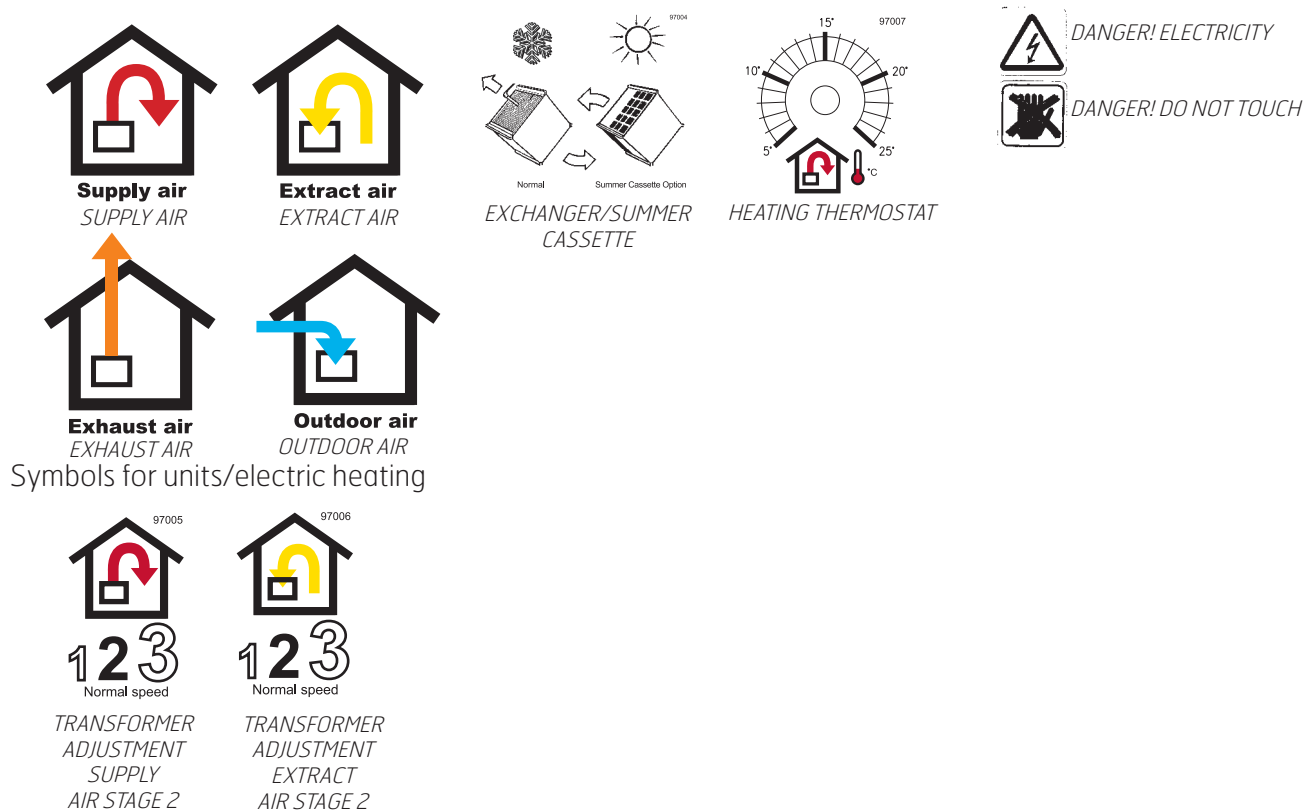 Supply air
SUPPLY AIR
Extract air
EXTRACT AIR
97004
Normal
Summer Cassette Option
EXCHANGER/SUMMER
CASSETTE
97007
15°
10°
20°
5°
25°
°C
HEATING THERMOSTAT
DANGER! ELECTRICITY
DANGER! DO NOT TOUCH
Exhaust air
EXHAUST AIR
Outdoor air
OUTDOOR AIR
Symbols for units/electric heating
97005
1 2 3
Normal speed
TRANSFORMER
ADJUSTMENT
SUPPLY
AIR STAGE 2
97006
1 2 3
Normal speed
TRANSFORMER
ADJUSTMENT
EXTRACT
AIR STAGE 2